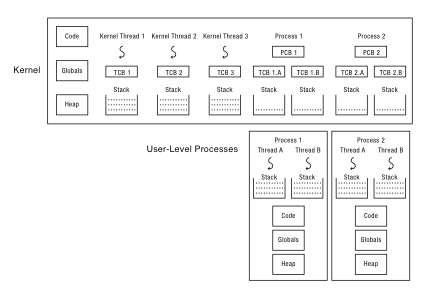 Kernel
Code
Globals
Heap
Kernel Thread 1
Kernel Thread 2
Kernel Thread 3
Process 1
Process 2
PCB 1
PCB 2
TCB 1
TCB 2
TCB 3
TCB 1.A
TCB 1.B
TCB 2.A
TCB 2.B
Stack
Stack
Stack
Stack
Stack
Stack
Stack
User-Level Processes
Process 1
Thread A
Thread B
Stack
Stack
Code
Globals
Heap
Process 2
Thread A
Thread B
Stack
Stack
Code
Globals
Heap